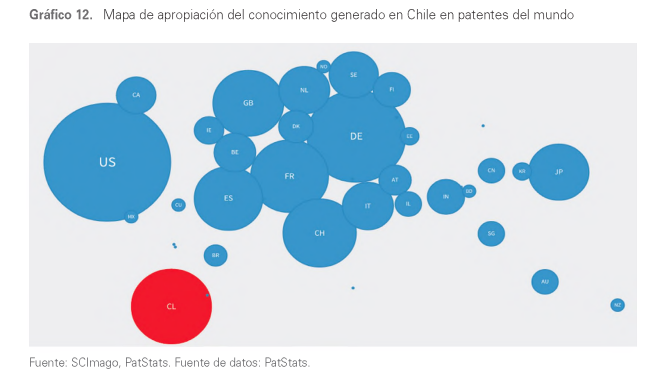 Gráfico 12. Mapa de apropiación del conocimiento generado en Chile en patentes del mundo
NO
SE
CA
NL
FI
GB
IE
DK
DE
BE
US
FR
CN
KR
JP
AT
ES
IN
CU
IT
IL
MX
CH
SG
BR
AU
CL
NZ
Fuente: SCImago, PatStats. Fuente de datos: PatStats.